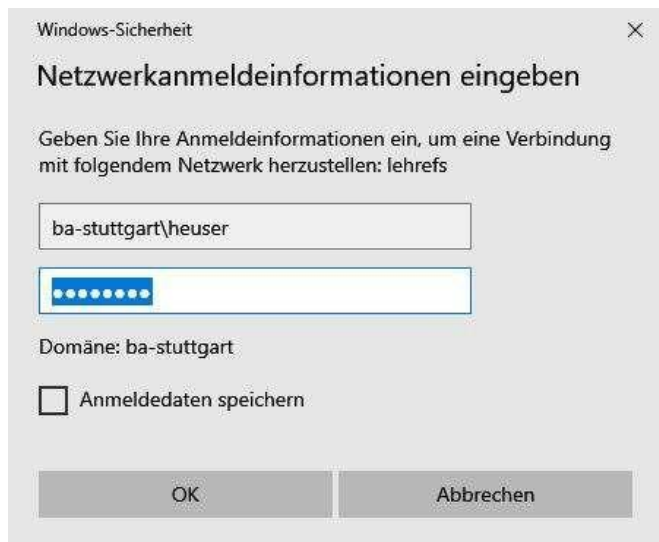 Windows-Sicherheit
Netzwerkanmeldeinformationen eingeben
Geben Sie Ihre Anmeldeinformationen ein, um eine Verbindung
mit folgendem Netzwerk herzustellen: lehrefs
ba-stuttgart\heuser
●●●●●●●●
Domäne: ba-stuttgart
Anmeldedaten speichern
OK
Abbrechen